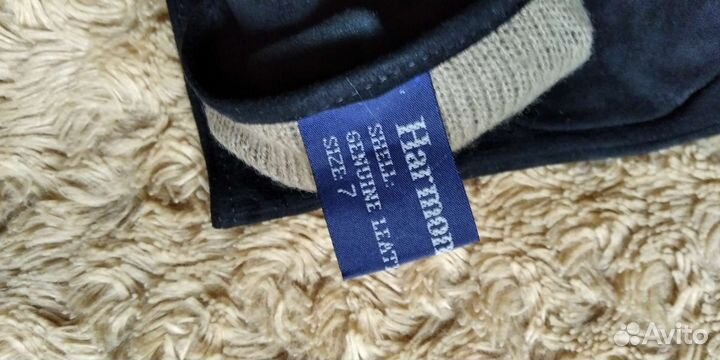 Harmon
SHELL:
GENUINE LEAT
SIZE: 7
Avito